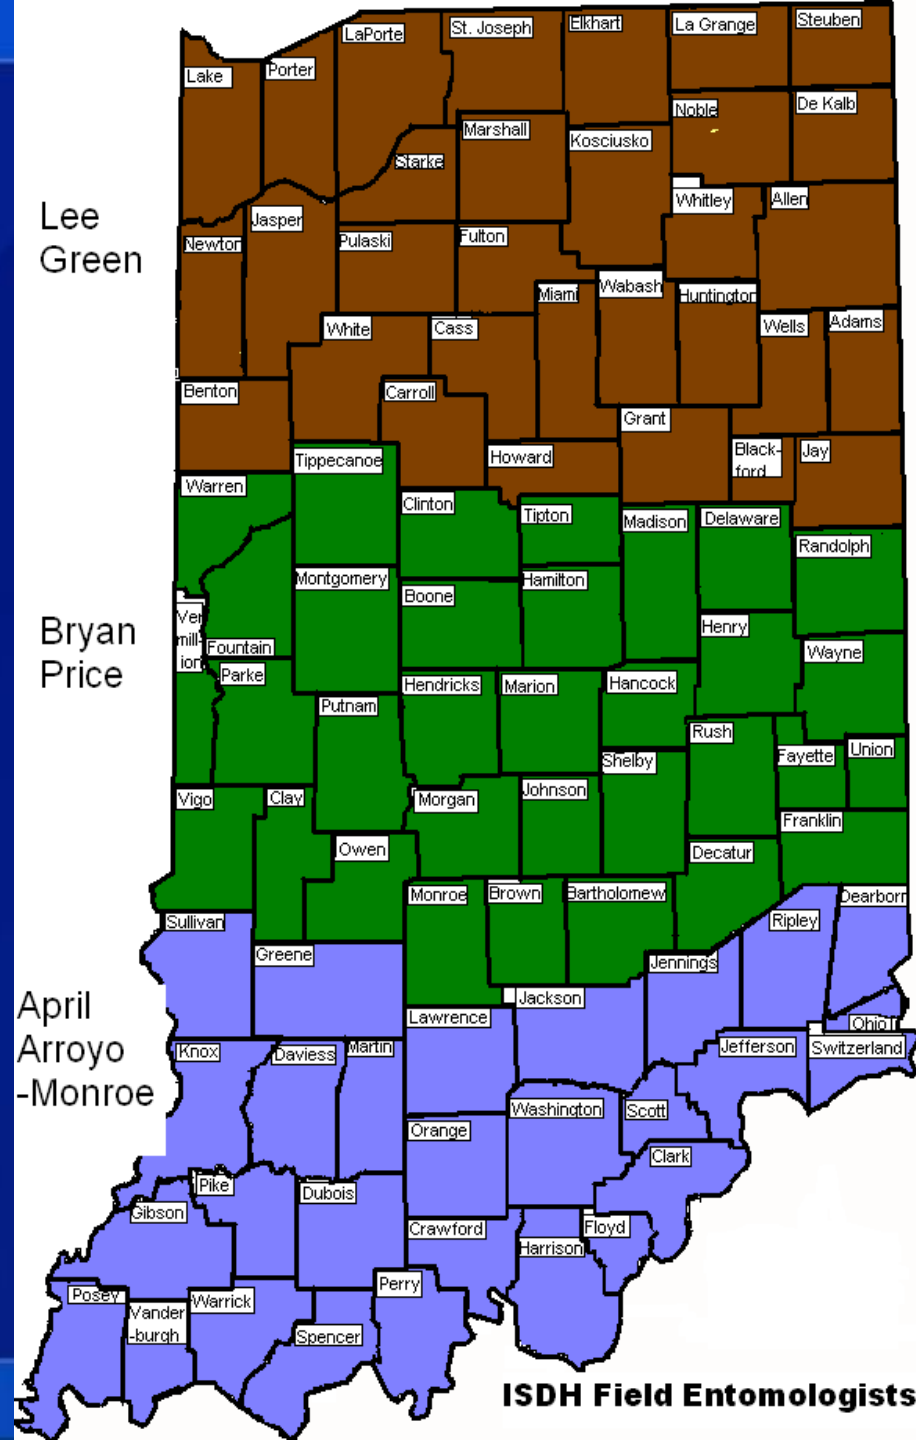 LaPorte
St. Joseph
Elkhart
La Grange
Steuben
Lake
Porter
Noble
De Kalb
Marshall
Kosciusko
Starke
Lee
Green
Jasper
Whitley
Allen
Newton
Pulaski
Fulton
Miami
Wabash
Huntington
White
Cass
Wells
Adams
Benton
Carroll
Grant
Howard
Black-
ford
Jay
Tippecanoe
Warren
Clinton
Tipton
Madison
Delaware
Randolph
Montgomery
Hamilton
Boone
Bryan
Price
Ver
mill-
ion
Fountain
Henry
Wayne
Parke
Hendricks
Marion
Hancock
Putnam
Rush
Fayette
Union
Shelby
Vigo
Clay
Morgan
Johnson
Franklin
Owen
Decatur
Monroe
Brown
Bartholomew
Dearborn
Sullivan
Ripley
Greene
Jennings
April
Arroyo
-Monroe
Jackson
Lawrence
Ohio
Knox
Daviess
Martin
Jefferson
Switzerland
Washington
Scott
Orange
Clark
Pike
Dubois
Gibson
Crawford
Floyd
Harrison
Perry
Posey
Warrick
Vander
-burgh
Spencer
ISDH Field Entomologists